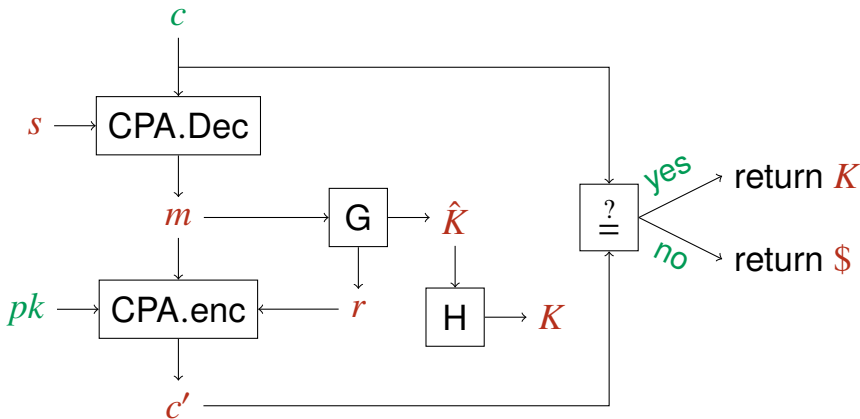 c
s CPA.Dec
yes return K
m G K̂ ≟
no return $
pk CPA.enc r H K
c′